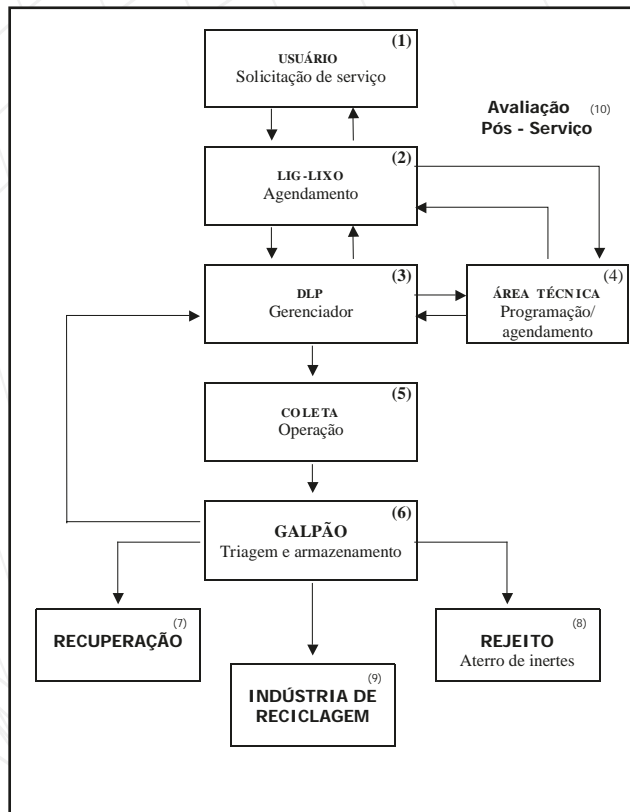 (1)
USUÁRIO
Solicitação de serviço
Avaliação (10)
Pós - Serviço
(2)
LIG-LIXO
Agendamento
(3)
DLP
Gerenciador
(4)
ÁREA TÉCNICA
Programação/
agendamento
(5)
COLETA
Operação
(6)
GALPÃO
Triagem e armazenamento
(7)
RECUPERAÇÃO
(8)
REJEITO
Aterro de inertes
(9)
INDÚSTRIA DE
RECICLAGEM